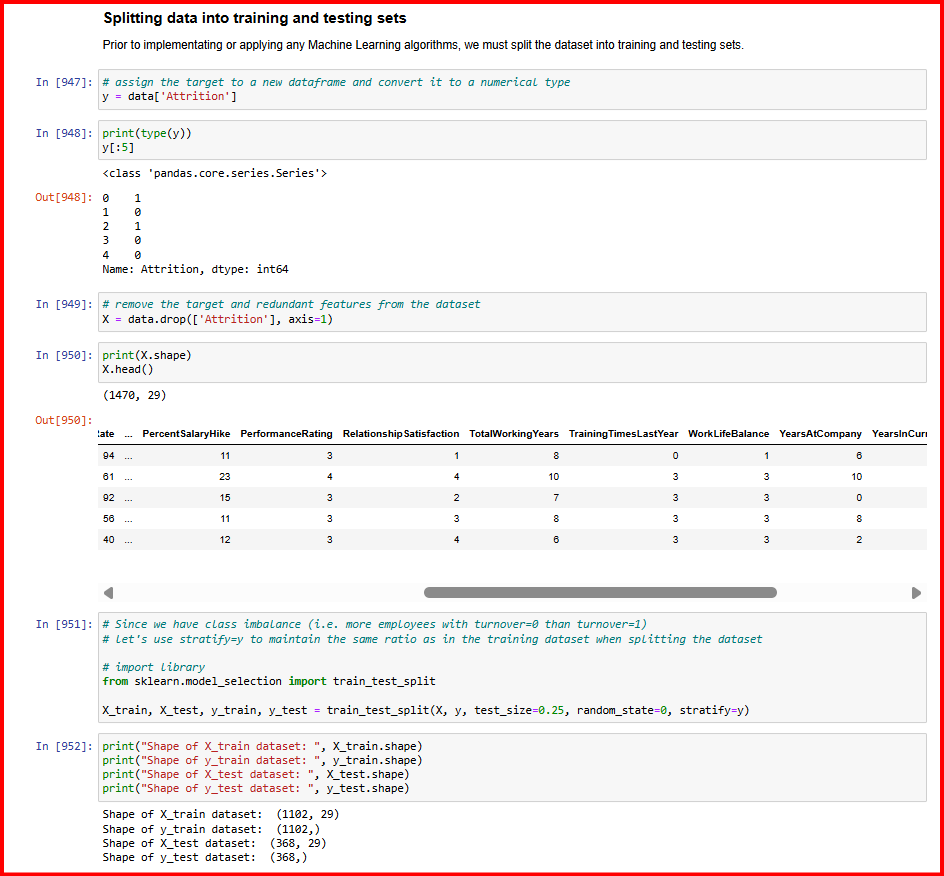 Splitting data into training and testing sets
Prior to implementating or applying any Machine Learning algorithms, we must split the dataset into training and testing sets.
In [947]: # assign the target to a new dataframe and convert it to a numerical type
y = data['Attrition']
In [948]: print(type(y))
y[:5]
<class 'pandas.core.series.Series'>
Out[948]: 0 1
1 0
2 1
3 0
4 0
Name: Attrition, dtype: int64
In [949]: # remove the target and redundant features from the dataset
X = data.drop(['Attrition'], axis=1)
In [950]: print(X.shape)
X.head()
(1470, 29)
Out[950]:
ate ... PercentSalaryHike PerformanceRating RelationshipSatisfaction TotalWorkingYears TrainingTimesLastYear WorkLifeBalance YearsAtCompany YearsInCurr
94 ... 11 3 1 8 0 1 6
61 ... 23 4 4 10 3 3 10
92 ... 15 3 2 7 3 3 0
56 ... 11 3 3 8 3 3 8
40 ... 12 3 4 6 3 3 2
In [951]: # Since we have class imbalance (i.e. more employees with turnover=0 than turnover=1)
# let's use stratify=y to maintain the same ratio as in the training dataset when splitting the dataset
# import library
from sklearn.model_selection import train_test_split
X_train, X_test, y_train, y_test = train_test_split(X, y, test_size=0.25, random_state=0, stratify=y)
In [952]: print("Shape of X_train dataset: ", X_train.shape)
print("Shape of y_train dataset: ", y_train.shape)
print("Shape of X_test dataset: ", X_test.shape)
print("Shape of y_test dataset: ", y_test.shape)
Shape of X_train dataset:  (1102, 29)
Shape of y_train dataset:  (1102,)
Shape of X_test dataset:  (368, 29)
Shape of y_test dataset:  (368,)